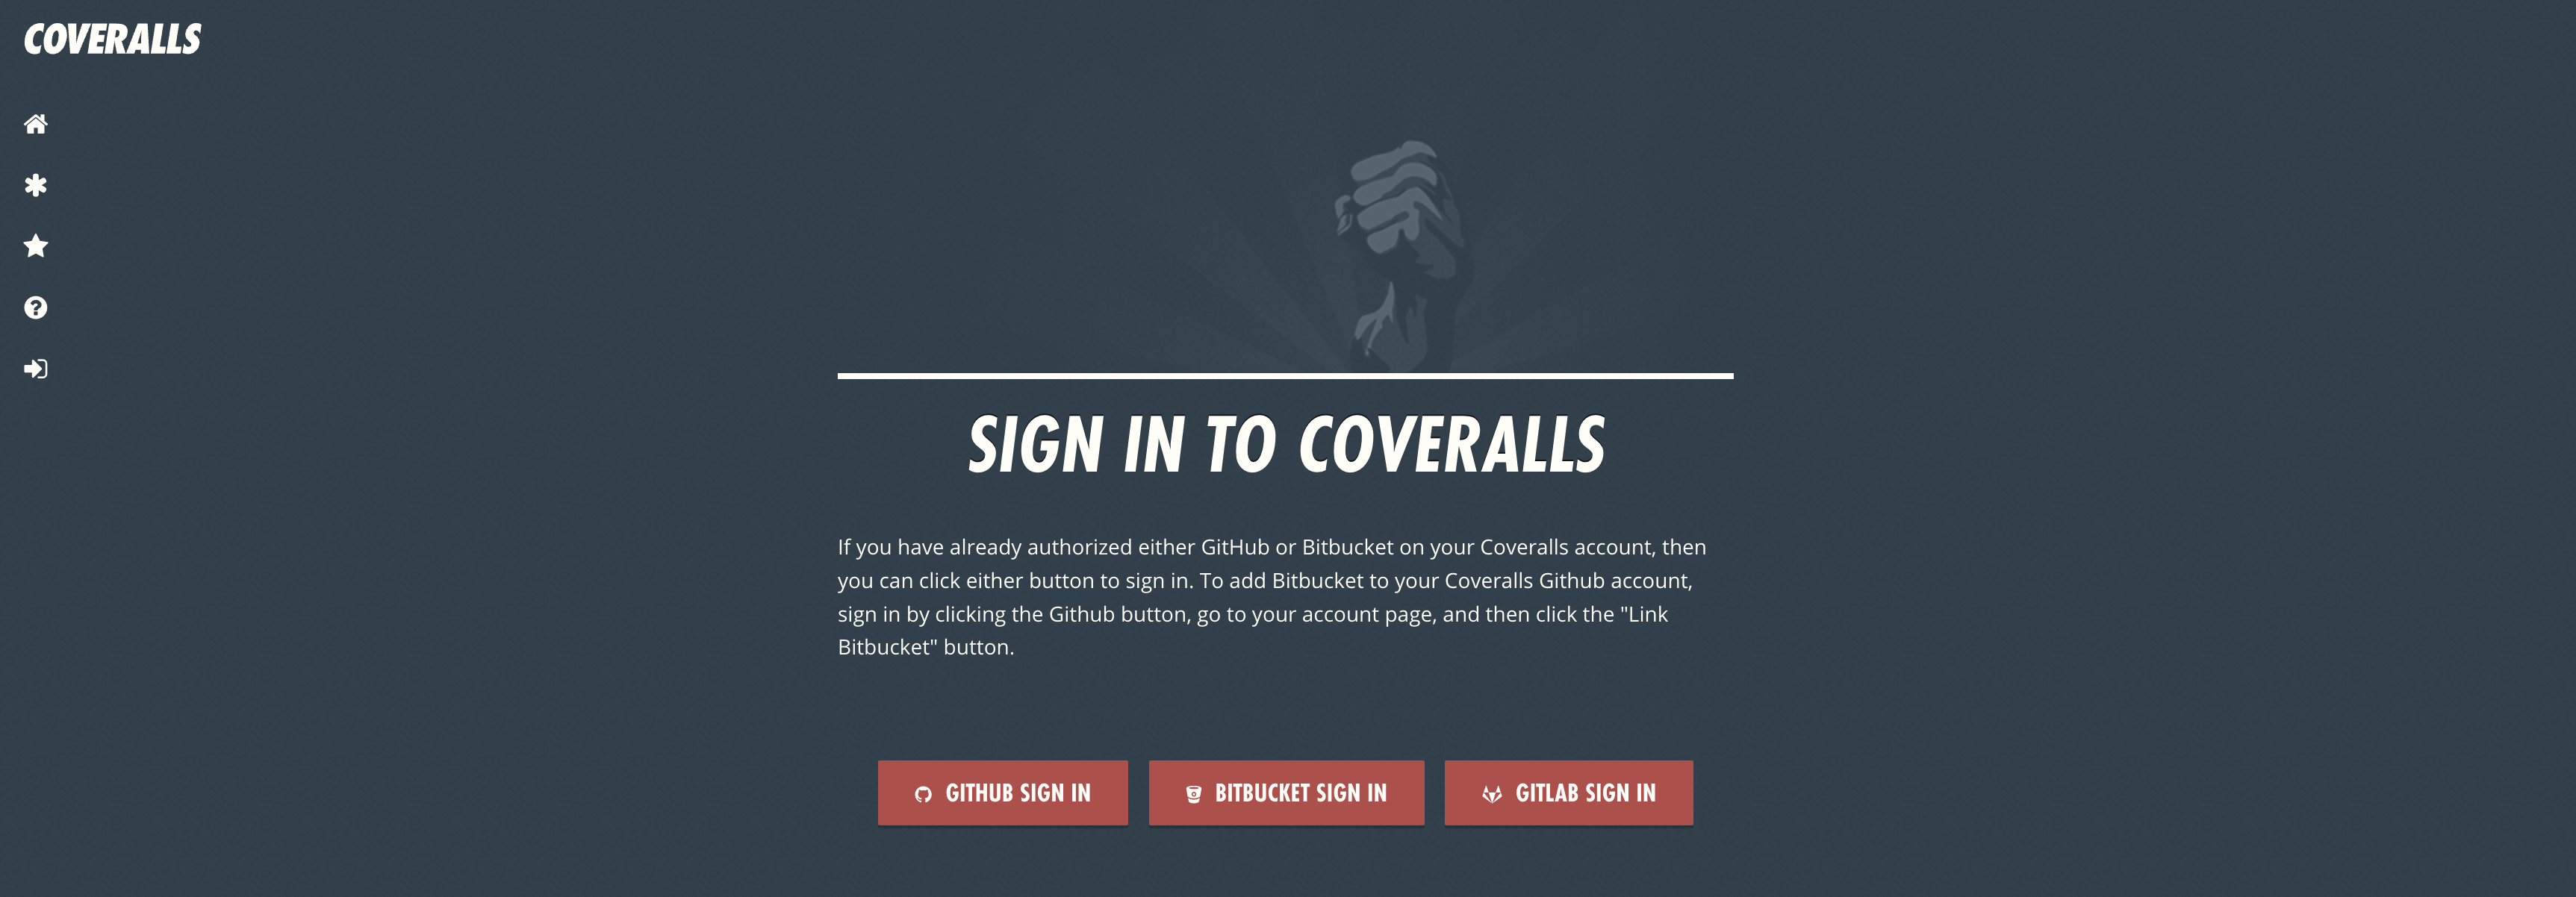 COVERALLS
SIGN IN TO COVERALLS
If you have already authorized either GitHub or Bitbucket on your Coveralls account, then
you can click either button to sign in. To add Bitbucket to your Coveralls Github account,
sign in by clicking the Github button, go to your account page, and then click the "Link
Bitbucket" button.
GITHUB SIGN IN
BITBUCKET SIGN IN
GITLAB SIGN IN